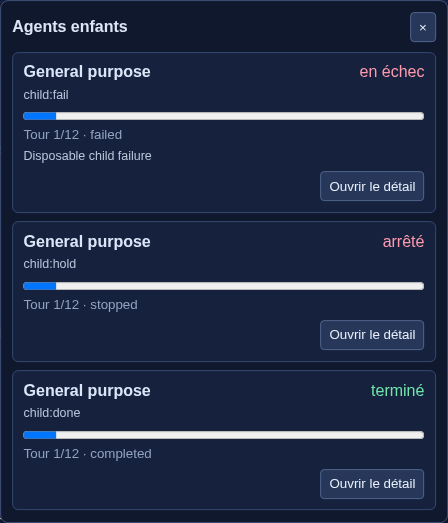 Agents enfants
×
General purpose
en échec
child:fail
Tour 1/12 · failed
Disposable child failure
Ouvrir le détail
General purpose
arrêté
child:hold
Tour 1/12 · stopped
Ouvrir le détail
General purpose
terminé
child:done
Tour 1/12 · completed
Ouvrir le détail